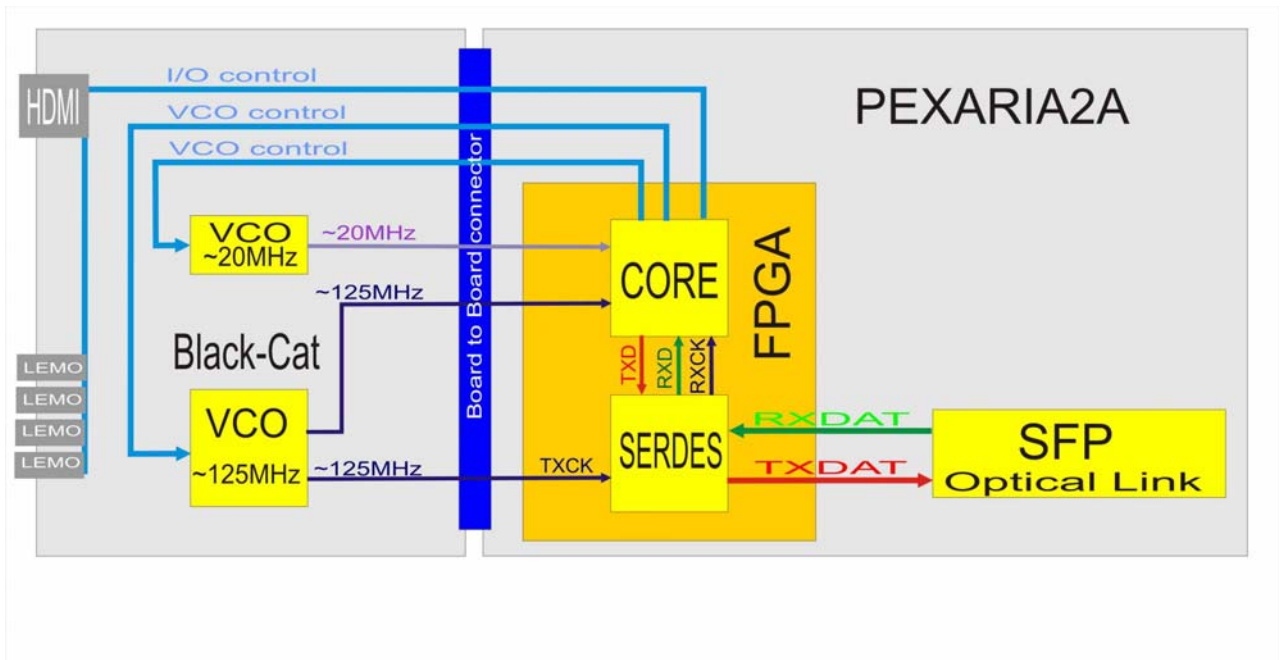 I/O control
HDMI
VCO control
VCO control
PEXARIA2A
Board to Board connector
VCO
~20MHz
~20MHz
CORE
FPGA
~125MHz
Black-Cat
TXD
RXD
RXCK
LEMO
LEMO
LEMO
LEMO
VCO
~125MHz
~125MHz
TXCK
SERDES
RXDAT
TXDAT
SFP
Optical Link